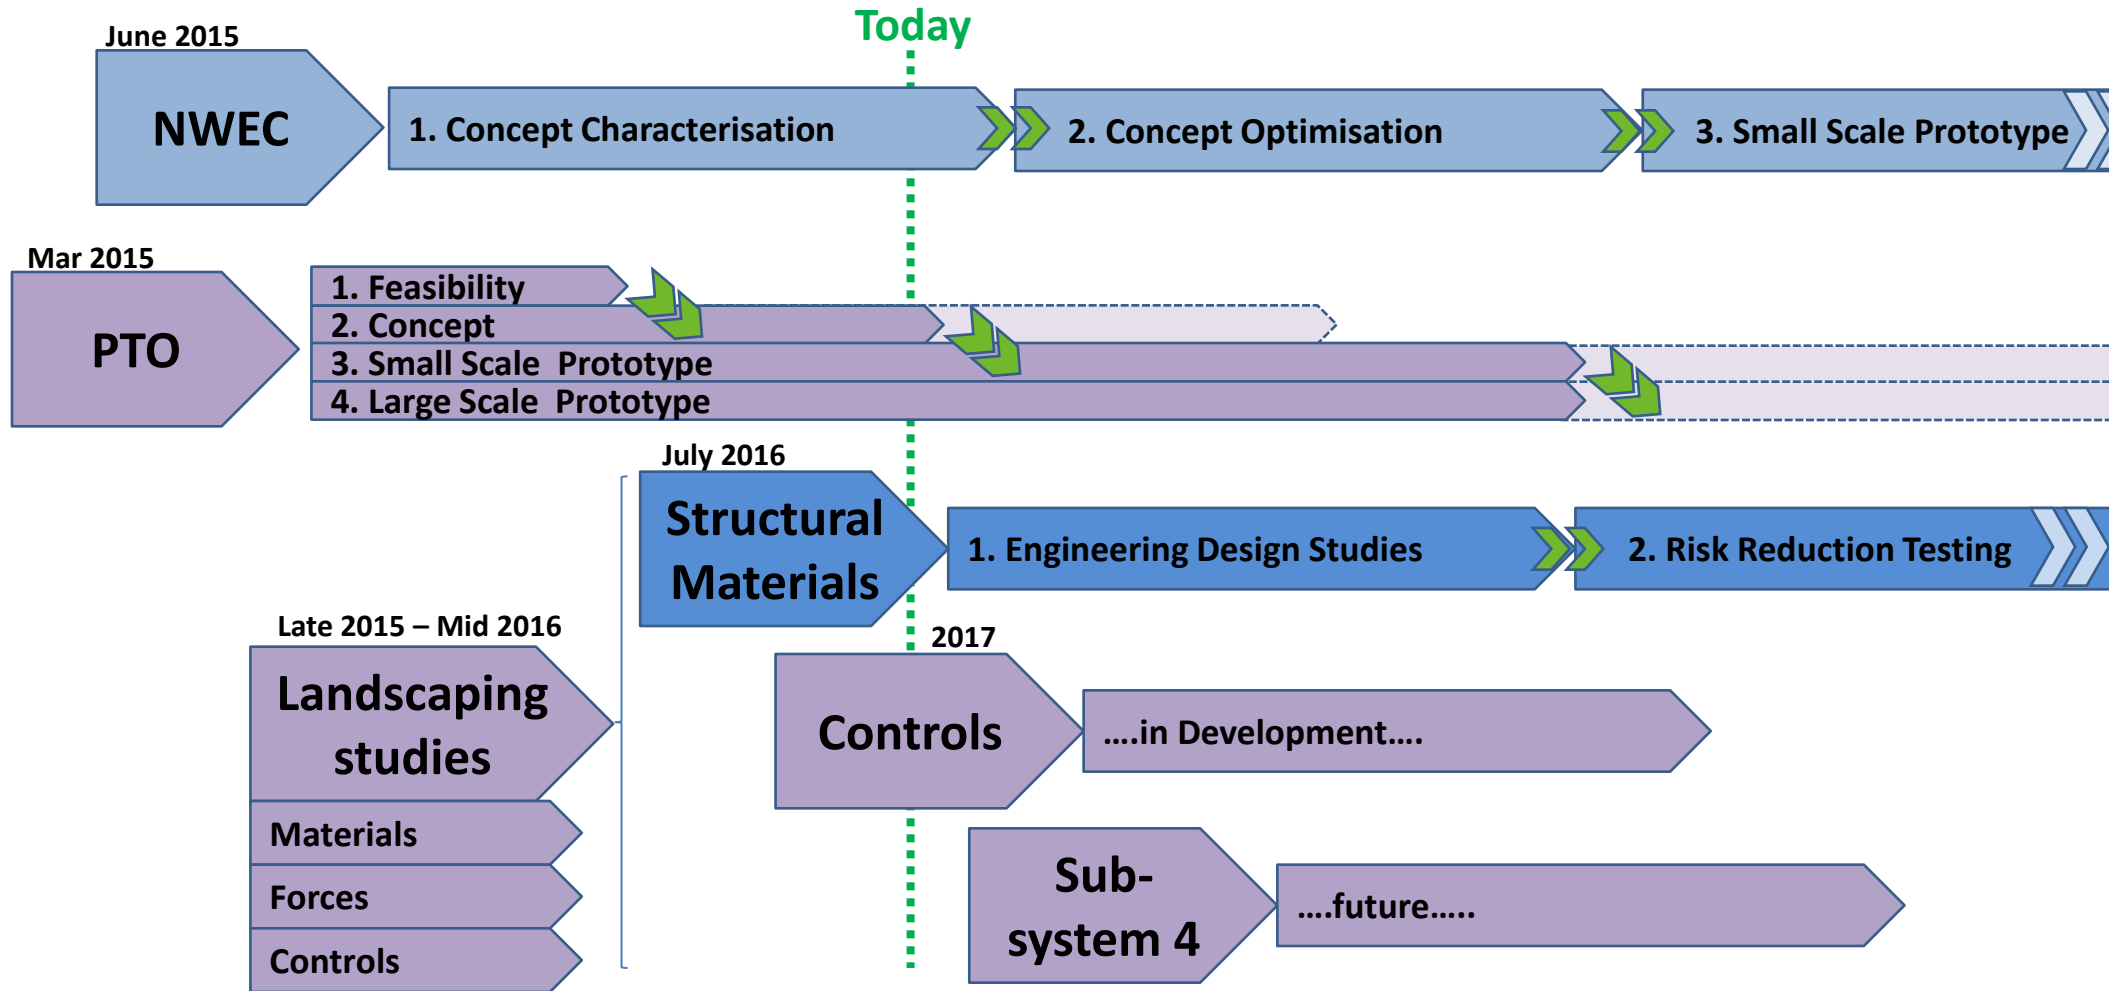 Today
June 2015
NWEC
1. Concept Characterisation
2. Concept Optimisation
3. Small Scale Prototype
Mar 2015
PTO
1. Feasibility
2. Concept
3. Small Scale  Prototype
4. Large Scale  Prototype
July 2016
Structural
Materials
1. Engineering Design Studies
2. Risk Reduction Testing
Late 2015 – Mid 2016
Landscaping
studies
Materials
Forces
Controls
2017
Controls
....in Development....
Sub-
system 4
....future.....